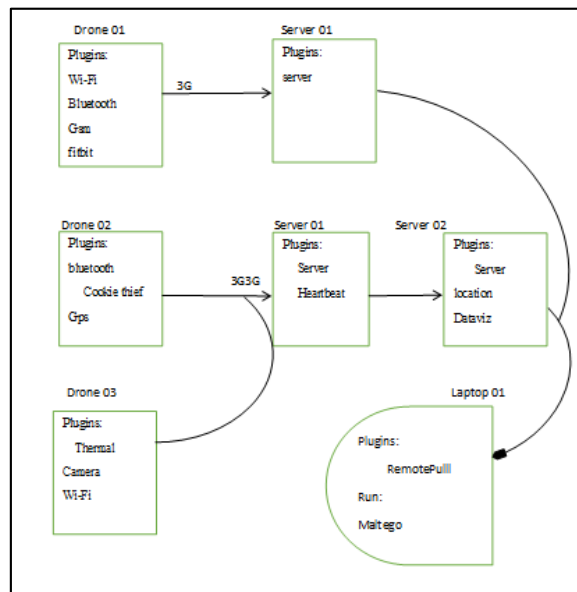 Drone 01
Plugins:
Wi-Fi
Bluetooth
Gsm
fitbit
3G
Server 01
Plugins:
server
Drone 02
Plugins:
bluetooth
Cookie thief
Gps
3G3G
Server 01
Plugins:
Server
Heartbeat
Server 02
Plugins:
Server
location
Dataviz
Drone 03
Plugins:
Thermal
Camera
Wi-Fi
Laptop 01
Plugins:
RemotePulll
Run:
Maltego